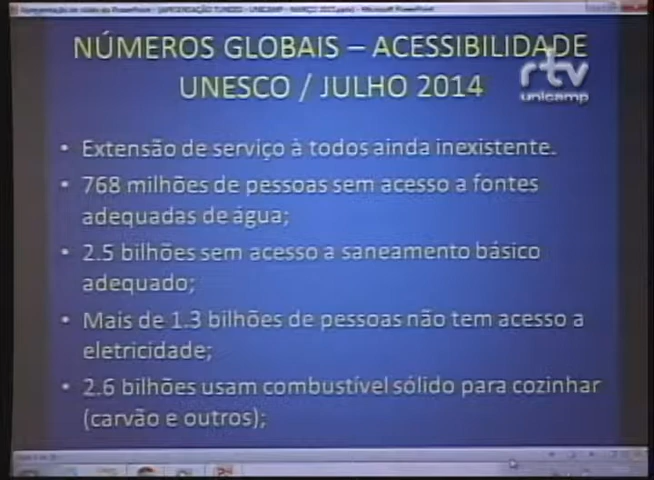 NÚMEROS GLOBAIS – ACESSIBILIDADE
UNESCO / JULHO 2014
rtv
unicamp
• Extensão de serviço à todos ainda inexistente.
• 768 milhões de pessoas sem acesso a fontes
adequadas de água;
• 2.5 bilhões sem acesso a saneamento básico
adequado;
• Mais de 1.3 bilhões de pessoas não tem acesso a
eletricidade;
• 2.6 bilhões usam combustível sólido para cozinhar
(carvão e outros);